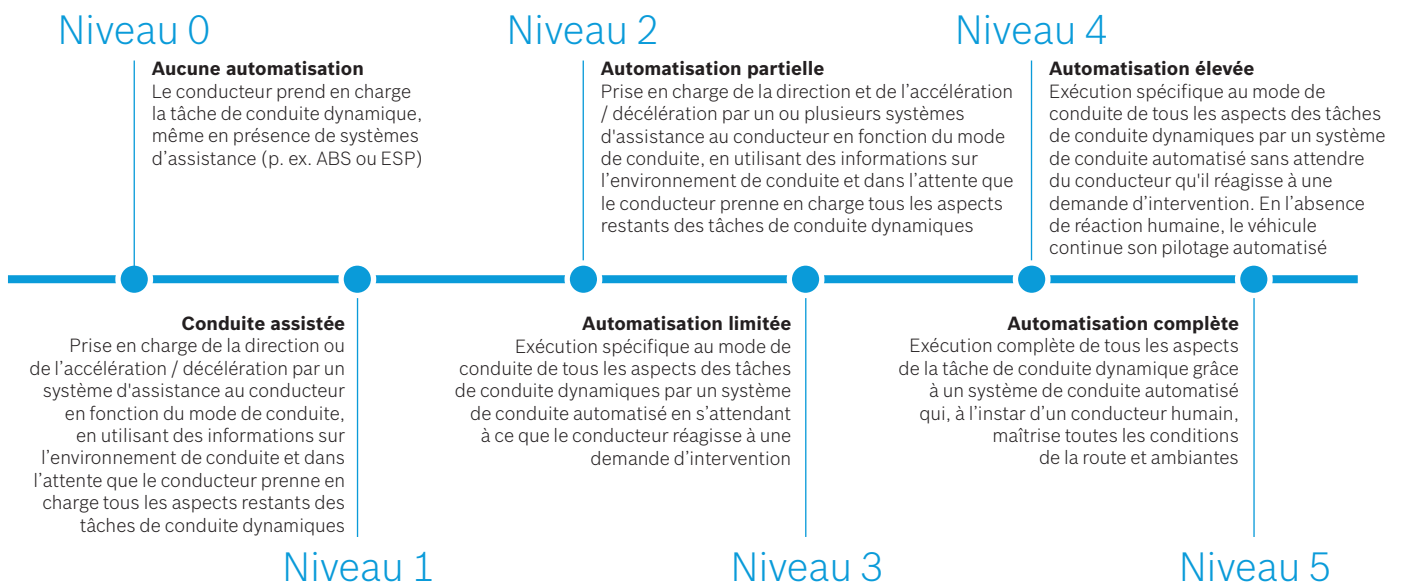 Niveau 0
Aucune automatisation
Le conducteur prend en charge
la tâche de conduite dynamique,
même en présence de systèmes
d’assistance (p. ex. ABS ou ESP)
Niveau 2
Automatisation partielle
Prise en charge de la direction et de l’accélération
/ décélération par un ou plusieurs systèmes
d'assistance au conducteur en fonction du mode
de conduite, en utilisant des informations sur
l’environnement de conduite et dans l’attente que
le conducteur prenne en charge tous les aspects
restants des tâches de conduite dynamiques
Niveau 4
Automatisation élevée
Exécution spécifique au mode de
conduite de tous les aspects des tâches
de conduite dynamiques par un système
de conduite automatisé sans attendre
du conducteur qu'il réagisse à une
demande d’intervention. En l’absence
de réaction humaine, le véhicule
continue son pilotage automatisé
Conduite assistée
Prise en charge de la direction ou
de l’accélération / décélération par un
système d'assistance au conducteur
en fonction du mode de conduite,
en utilisant des informations sur
l’environnement de conduite et dans
l’attente que le conducteur prenne en
charge tous les aspects restants des
tâches de conduite dynamiques
Niveau 1
Automatisation limitée
Exécution spécifique au mode de
conduite de tous les aspects des tâches
de conduite dynamiques par un système
de conduite automatisé en s’attendant
à ce que le conducteur réagisse à une
demande d’intervention
Niveau 3
Automatisation complète
Exécution complète de tous les aspects
de la tâche de conduite dynamique grâce
à un système de conduite automatisé
qui, à l’instar d’un conducteur humain,
maîtrise toutes les conditions
de la route et ambiantes
Niveau 5